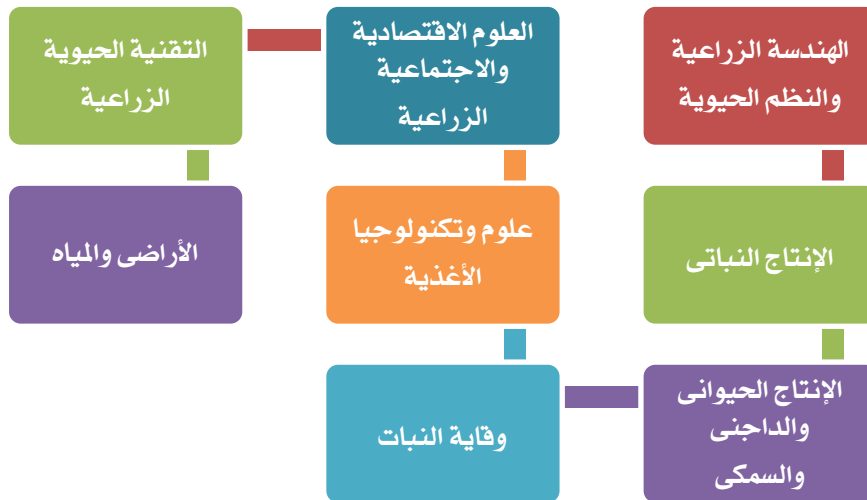 الهندسة الزراعية
والنظم الحيوية
الإنتاج النباتى
الإنتاج الحيوانى
والداجنى
والسمكى
وقاية النبات
علوم وتكنولوجيا
الأغذية
العلوم الاقتصادية
والاجتماعية
الزراعية
التقنية الحيوية
الزراعية
الأراضى والمياه